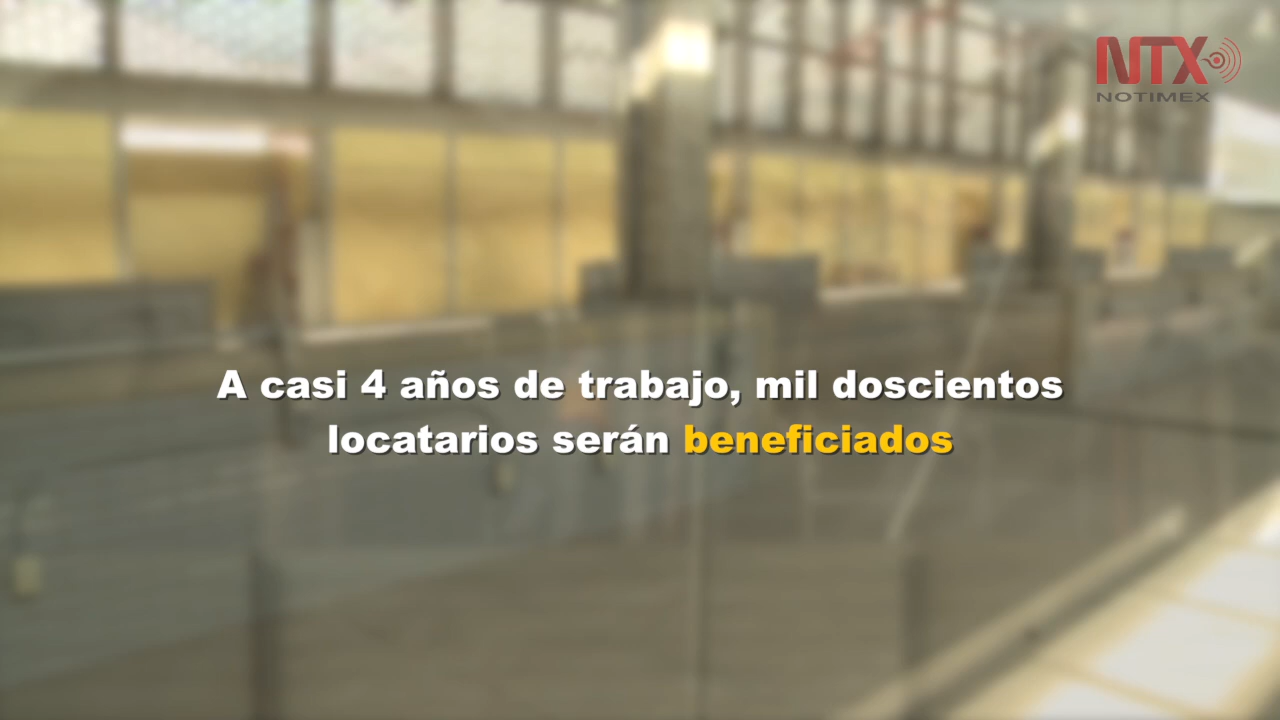 NTX
NOTIMEX
A casi 4 años de trabajo, mil doscientos
locatarios serán beneficiados